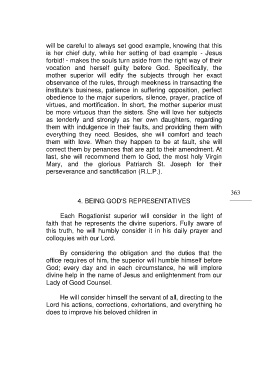 will be careful to always set good example, knowing that this
is her chief duty, while her setting of bad example - Jesus
forbid! - makes the souls turn aside from the right way of their
vocation and herself guilty before God. Specifically, the
mother superior will edify the subjects through her exact
observance of the rules, through meekness in transacting the
institute's business, patience in suffering opposition, perfect
obedience to the major superiors, silence, prayer, practice of
virtues, and mortification. In short, the mother superior must
be more virtuous than the sisters. She will love her subjects
as tenderly and strongly as her own daughters, regarding
them with indulgence in their faults, and providing them with
everything they need. Besides, she will comfort and teach
them with love. When they happen to be at fault, she will
correct them by penances that are apt to their amendment. At
last, she will recommend them to God, the most holy Virgin
Mary, and the glorious Patriarch St. Joseph for their
perseverance and sanctification (R.L.P.).
363
4. BEING GOD'S REPRESENTATIVES
Each Rogationist superior will consider in the light of
faith that he represents the divine superiors. Fully aware of
this truth, he will humbly consider it in his daily prayer and
colloquies with our Lord.
By considering the obligation and the duties that the
office requires of him, the superior will humble himself before
God; every day and in each circumstance, he will implore
divine help in the name of Jesus and enlightenment from our
Lady of Good Counsel.
He will consider himself the servant of all, directing to the
Lord his actions, corrections, exhortations, and everything he
does to improve his beloved children in